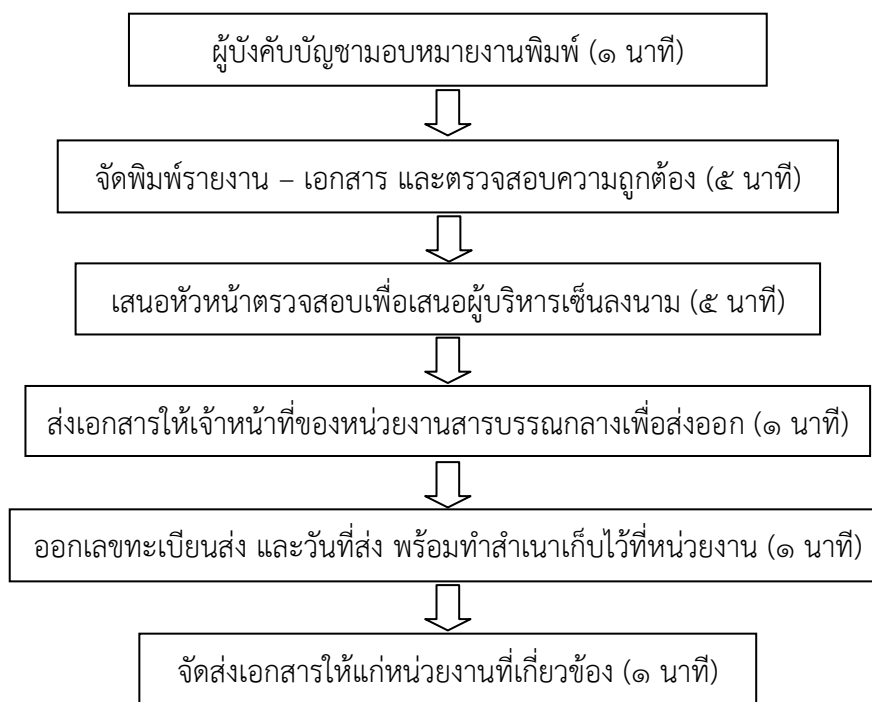 ผู้บังคับบัญชามอบหมายงานพิมพ์ (๑ นาที)
จัดพิมพ์รายงาน – เอกสาร และตรวจสอบความถูกต้อง (๕ นาที)
เสนอหัวหน้าตรวจสอบเพื่อเสนอผู้บริหารเซ็นลงนาม (๕ นาที)
ส่งเอกสารให้เจ้าหน้าที่ของหน่วยงานสารบรรณกลางเพื่อส่งออก (๑ นาที)
ออกเลขทะเบียนส่ง และวันที่ส่ง พร้อมทำสำเนาเก็บไว้ที่หน่วยงาน (๑ นาที)
จัดส่งเอกสารให้แก่หน่วยงานที่เกี่ยวข้อง (๑ นาที)